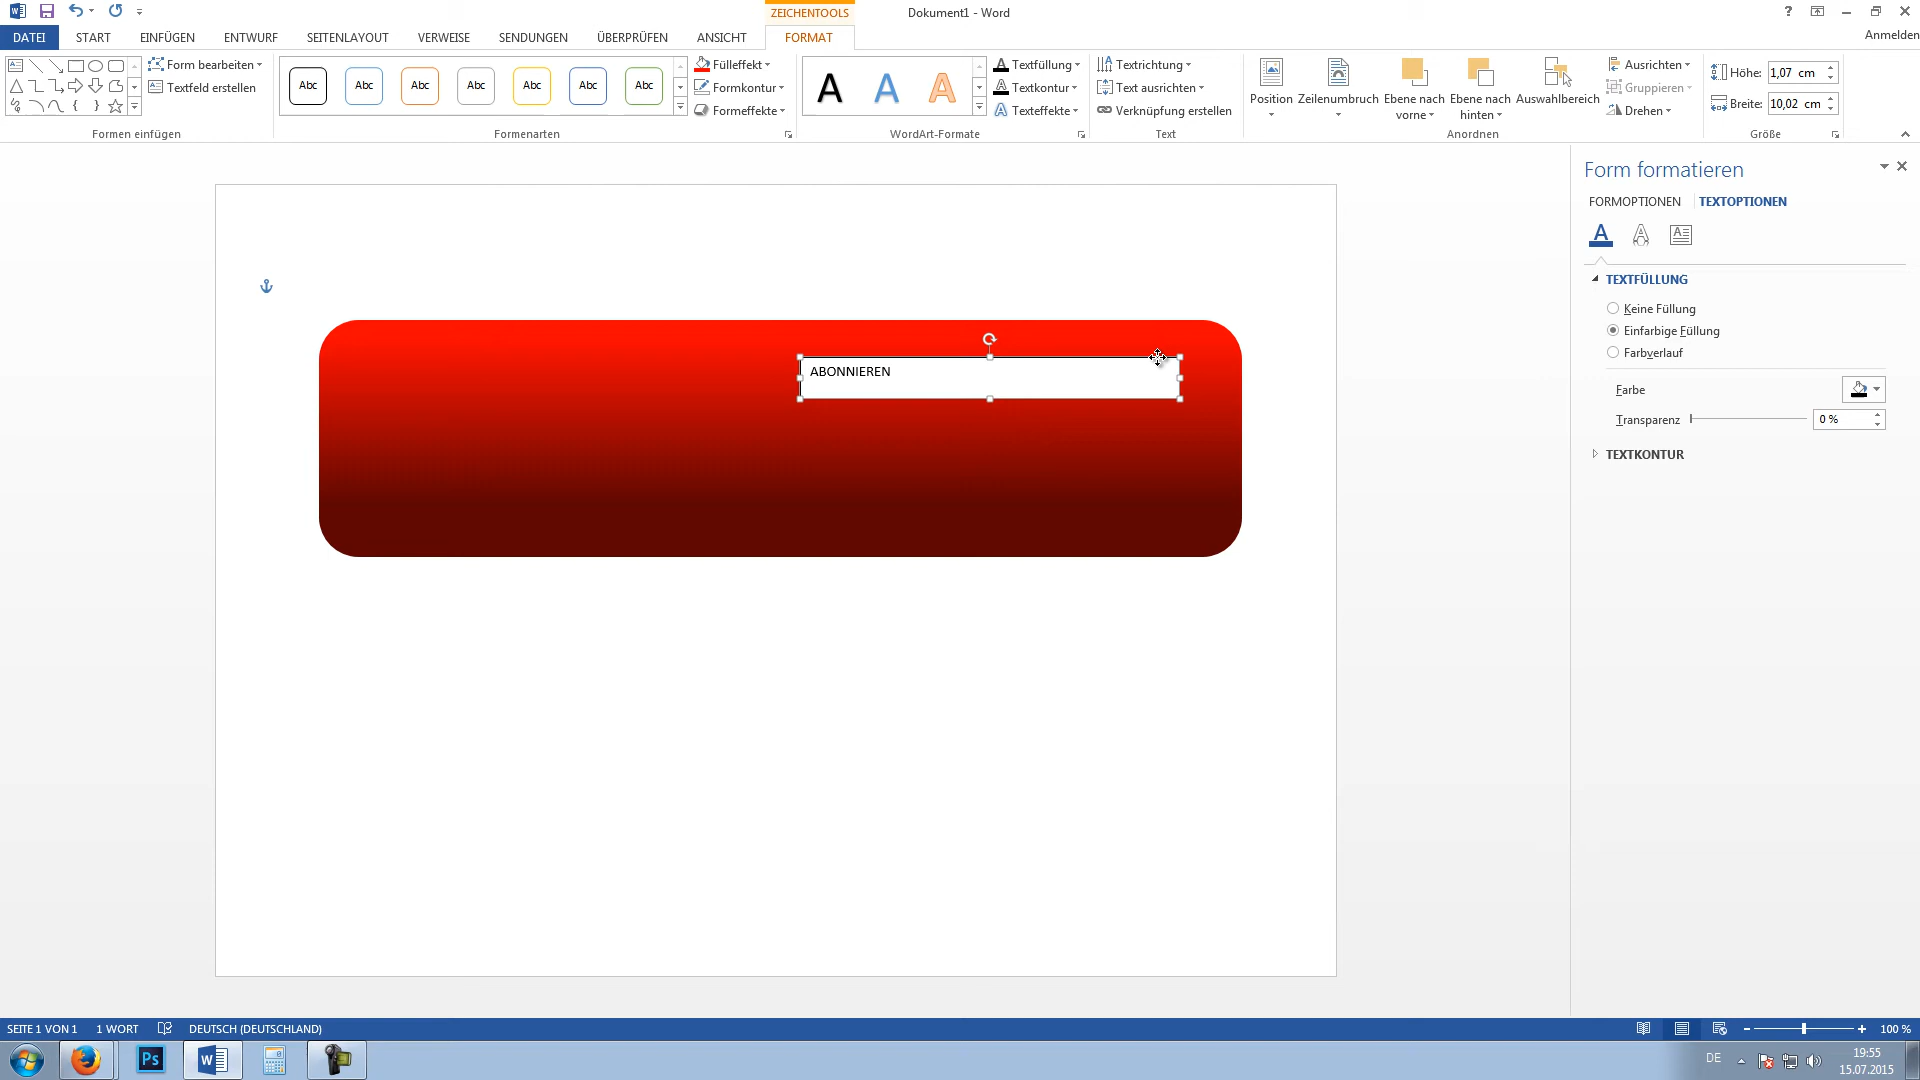 ZEICHENTOOLS
Dokument1 - Word
?
Anmelden
DATEI START EINFÜGEN ENTWURF SEITENLAYOUT VERWEISE SENDUNGEN ÜBERPRÜFEN ANSICHT FORMAT
Form bearbeiten
Textfeld erstellen
Formen einfügen
Abc Abc Abc Abc Abc Abc Abc
Fülleffekt
Formkontur
Formeffekte
Formenarten
A A A
Textfüllung
Textkontur
Texteffekte
WordArt-Formate
Textrichtung
Text ausrichten
Verknüpfung erstellen
Text
Position
Zeilenumbruch
Ebene nach vorne
Ebene nach hinten
Auswahlbereich
Ausrichten
Gruppieren
Drehen
Anordnen
Höhe: 1,07 cm
Breite: 10,02 cm
Größe
Form formatieren
FORMOPTIONEN TEXTOPTIONEN
TEXTFÜLLUNG
Keine Füllung
Einfarbige Füllung
Farbverlauf
Farbe
Transparenz 0 %
TEXTKONTUR
ABONNIEREN
SEITE 1 VON 1 1 WORT DEUTSCH (DEUTSCHLAND)
100 %
Ps
DE
19:55
15.07.2015